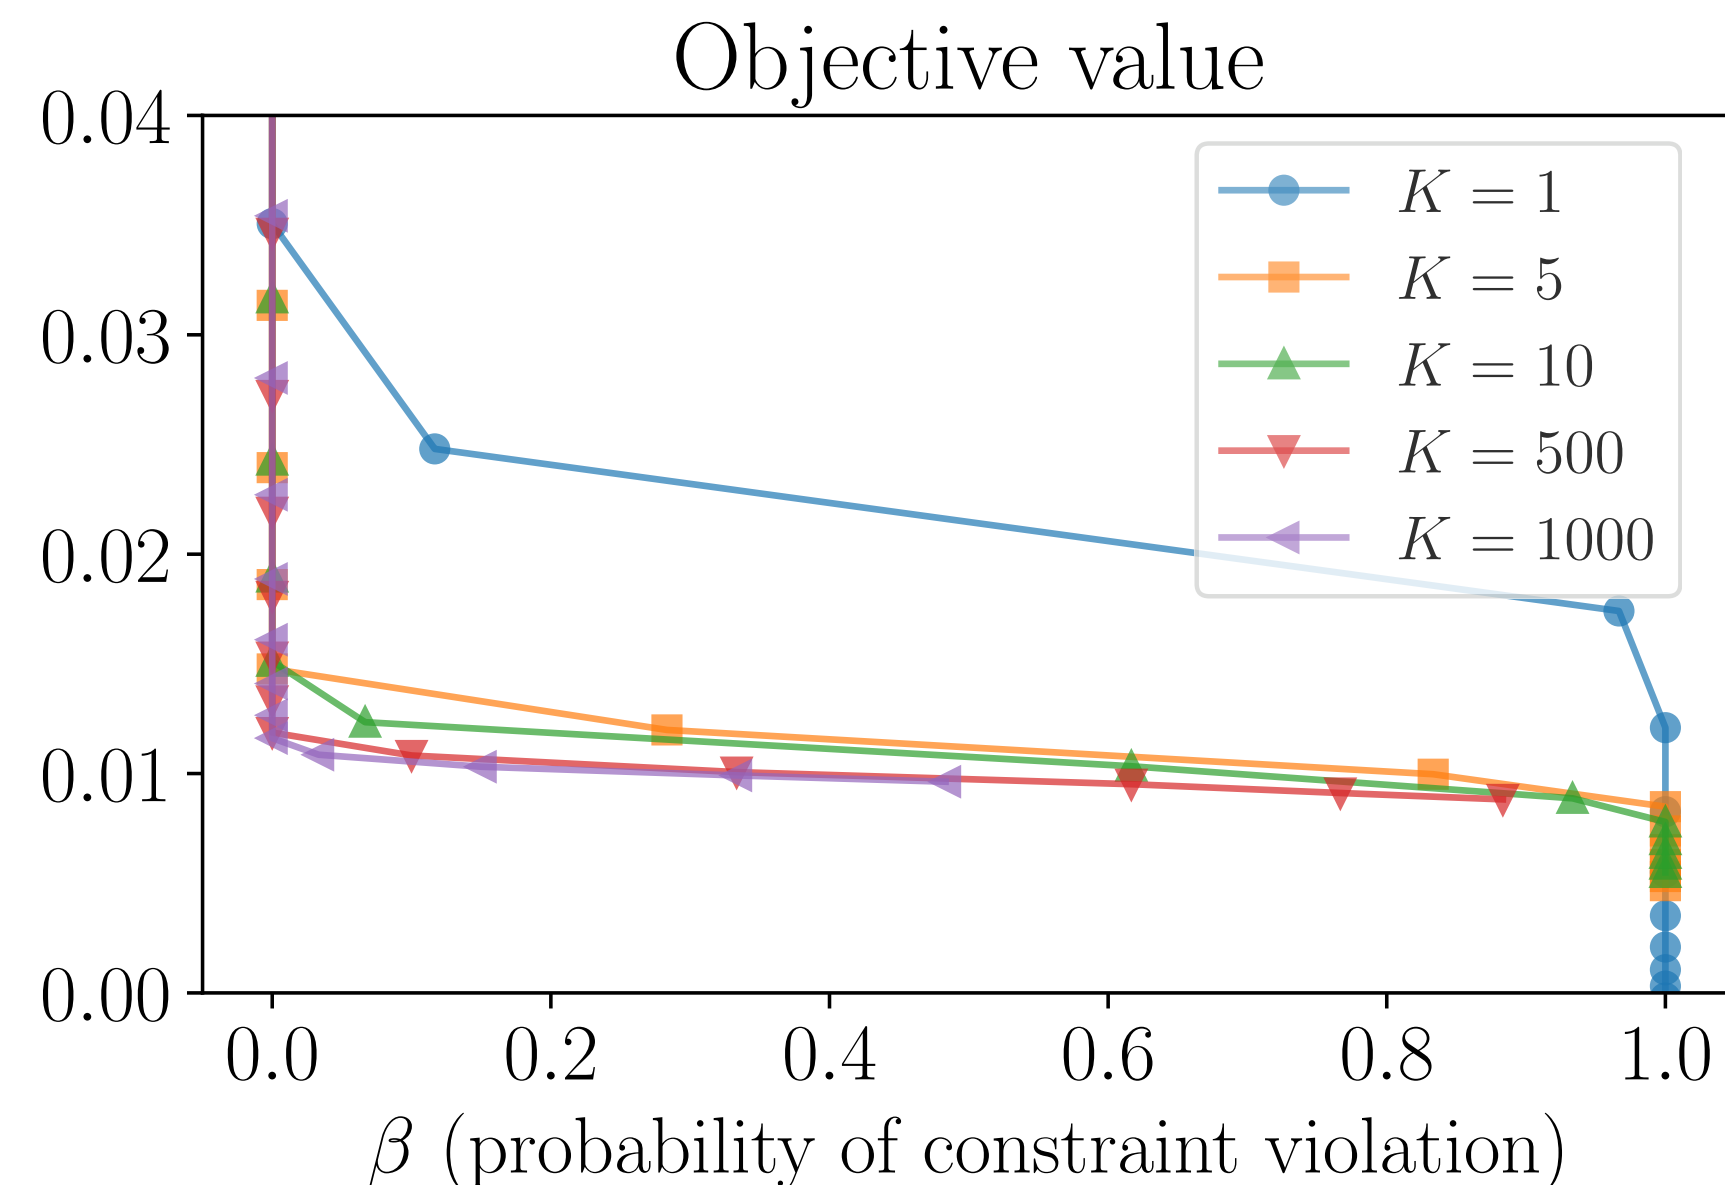 Objective value
0.04
0.03
0.02
0.01
0.00
K = 1
K = 5
K = 10
K = 500
K = 1000
0.0 0.2 0.4 0.6 0.8 1.0
β (probability of constraint violation)